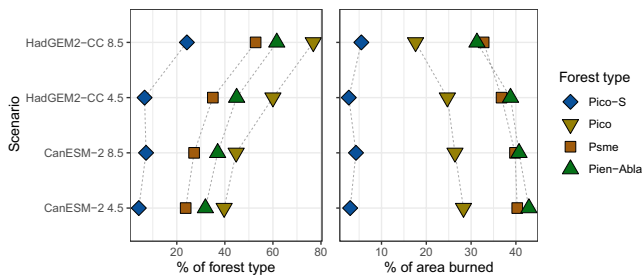 Scenario
HadGEM2−CC 8.5
HadGEM2−CC 4.5
CanESM−2 8.5
CanESM−2 4.5
20 40 60 80
% of forest type
10 20 30 40
% of area burned
Forest type
Pico−S
Pico
Psme
Pien−Abla